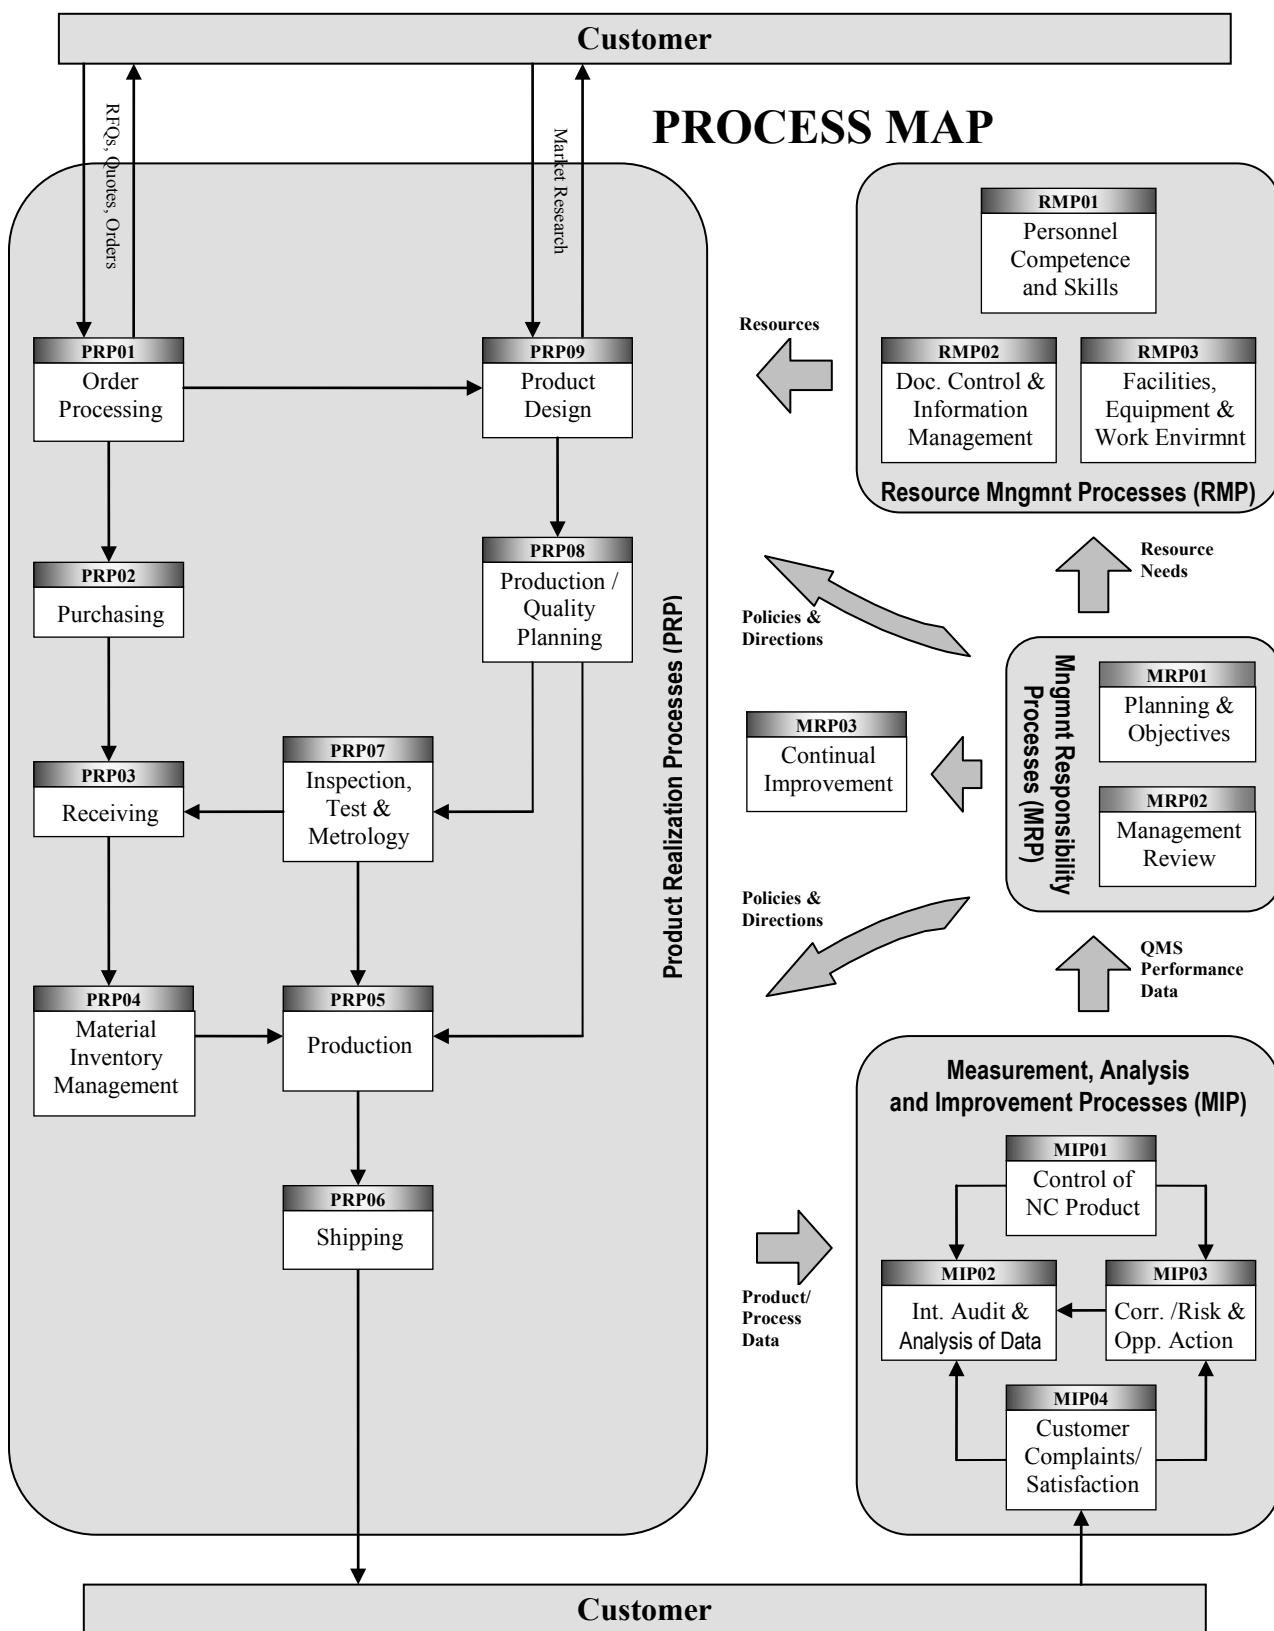 Customer
RFQs, Quotes, Orders
Market Research
PROCESS MAP
PRP01
Order
Processing
PRP09
Product
Design
PRP02
Purchasing
PRP08
Production /
Quality
Planning
PRP03
Receiving
PRP07
Inspection,
Test &
Metrology
PRP04
Material
Inventory
Management
PRP05
Production
PRP06
Shipping
Product Realization Processes (PRP)
RMP01
Personnel
Competence
and Skills
RMP02
Doc. Control &
Information
Management
RMP03
Facilities,
Equipment &
Work Envirmnt
Resource Mngmnt Processes (RMP)
Resources
Resource
Needs
Policies &
Directions
Mngmnt Responsibility
Processes (MRP)
MRP01
Planning &
Objectives
MRP02
Management
Review
MRP03
Continual
Improvement
Policies &
Directions
QMS
Performance
Data
Measurement, Analysis
and Improvement Processes (MIP)
MIP01
Control of
NC Product
MIP02
Int. Audit &
Analysis of Data
MIP03
Corr. /Risk &
Opp. Action
MIP04
Customer
Complaints/
Satisfaction
Product/
Process
Data
Customer